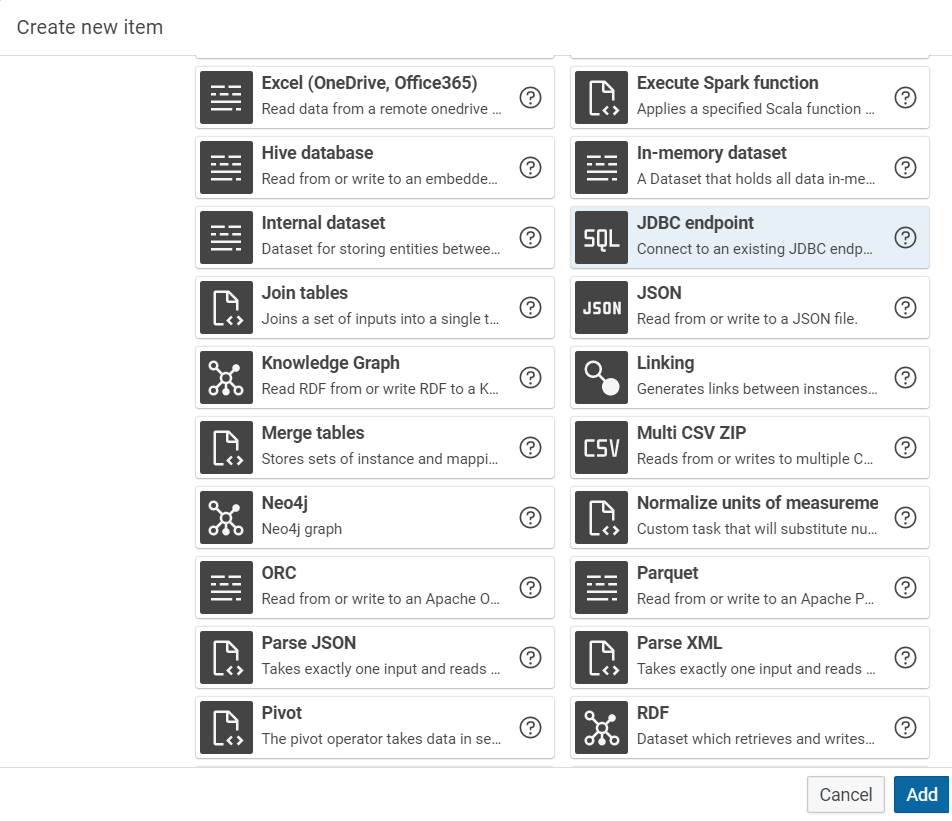 Create new item
Excel (OneDrive, Office365)
Read data from a remote onedrive ...
Execute Spark function
Applies a specified Scala function ...
Hive database
Read from or write to an embedde...
In-memory dataset
A Dataset that holds all data in-me...
Internal dataset
Dataset for storing entities betwee...
SQL
JDBC endpoint
Connect to an existing JDBC endp...
Join tables
Joins a set of inputs into a single t...
JSON
JSON
Read from or write to a JSON file.
Knowledge Graph
Read RDF from or write RDF to a K...
Linking
Generates links between instances...
Merge tables
Stores sets of instance and mappi...
CSV
Multi CSV ZIP
Reads from or writes to multiple C...
Neo4j
Neo4j graph
Normalize units of measureme
Custom task that will substitute nu...
ORC
Read from or write to an Apache O...
Parquet
Read from or write to an Apache P...
Parse JSON
Takes exactly one input and reads ...
Parse XML
Takes exactly one input and reads ...
Pivot
The pivot operator takes data in se...
RDF
Dataset which retrieves and writes...
Cancel
Add